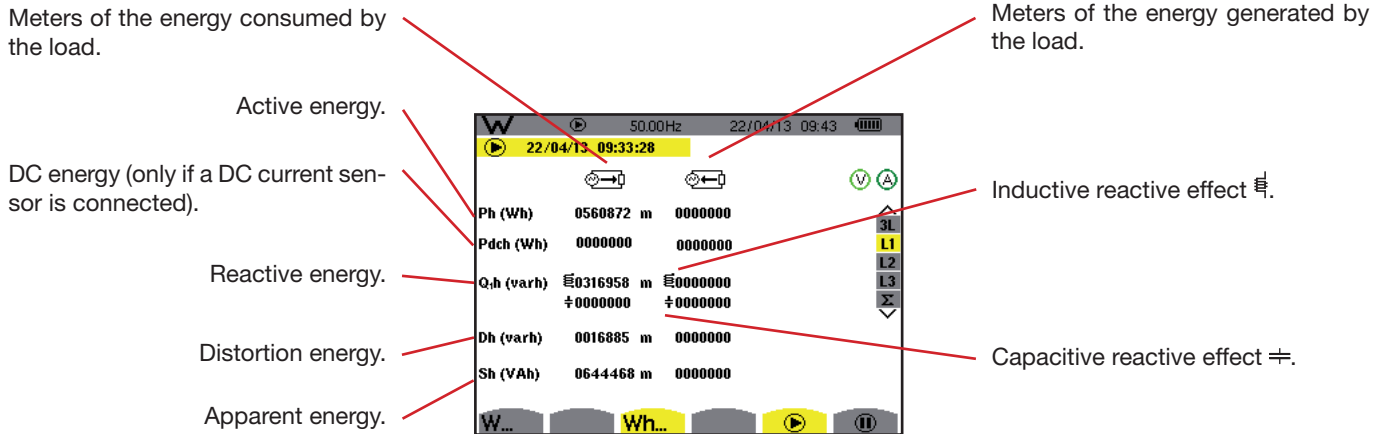 Meters of the energy consumed by
the load.
Meters of the energy generated by
the load.
Active energy.
DC energy (only if a DC current sen-
sor is connected).
Reactive energy.
Distortion energy.
Apparent energy.
W 50.00Hz 22/04/13 09:43
22/04/13 09:33:28
V A
Ph (Wh) 0560872 m 0000000
Pdch (Wh) 0000000 0000000
Q₁h (varh) 0316958 m 0000000
0000000 0000000
Dh (varh) 0016885 m 0000000
Sh (VAh) 0644468 m 0000000
3L
L1
L2
L3
Σ
W... Wh...
Inductive reactive effect .
Capacitive reactive effect .